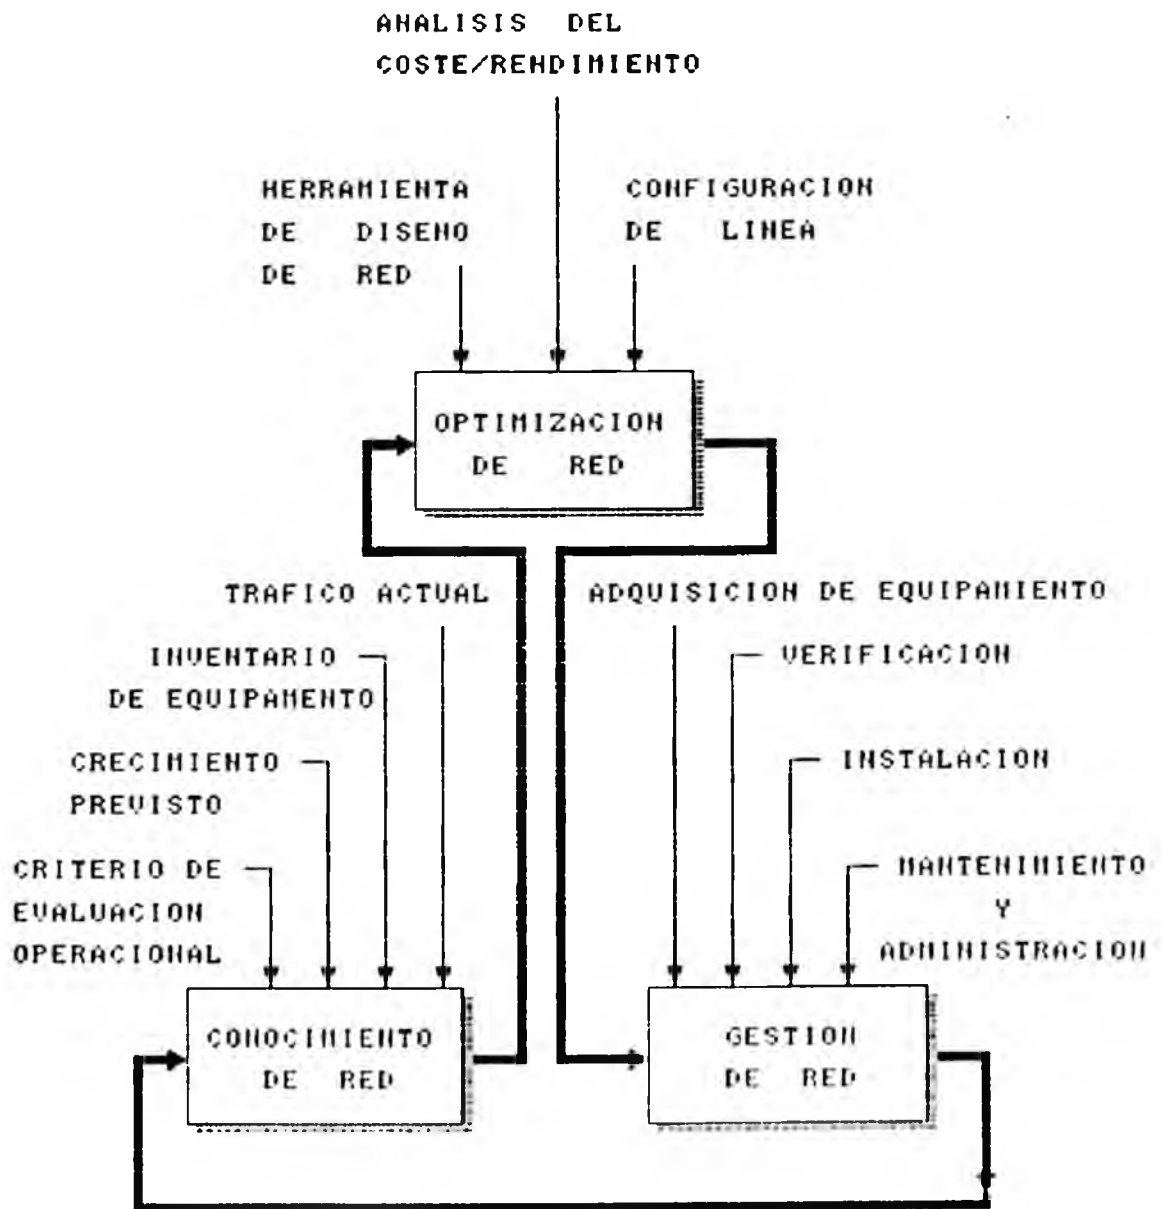 ANALISIS DEL
COSTE/RENDIMIENTO
HERRAMIENTA
DE DISENO
DE RED
CONFIGURACION
DE LINEA
OPTIMIZACION
DE RED
TRAFICO ACTUAL
ADQUISICION DE EQUIPAMIENTO
INVENTARIO
DE EQUIPAMENTO
VERIFICACION
CRECIMIENTO
PREVISTO
INSTALACION
CRITERIO DE
EVALUACION
OPERACIONAL
MANTENIMIENTO
Y
ADMINISTRACION
CONOCIMIENTO
DE RED
GESTION
DE RED